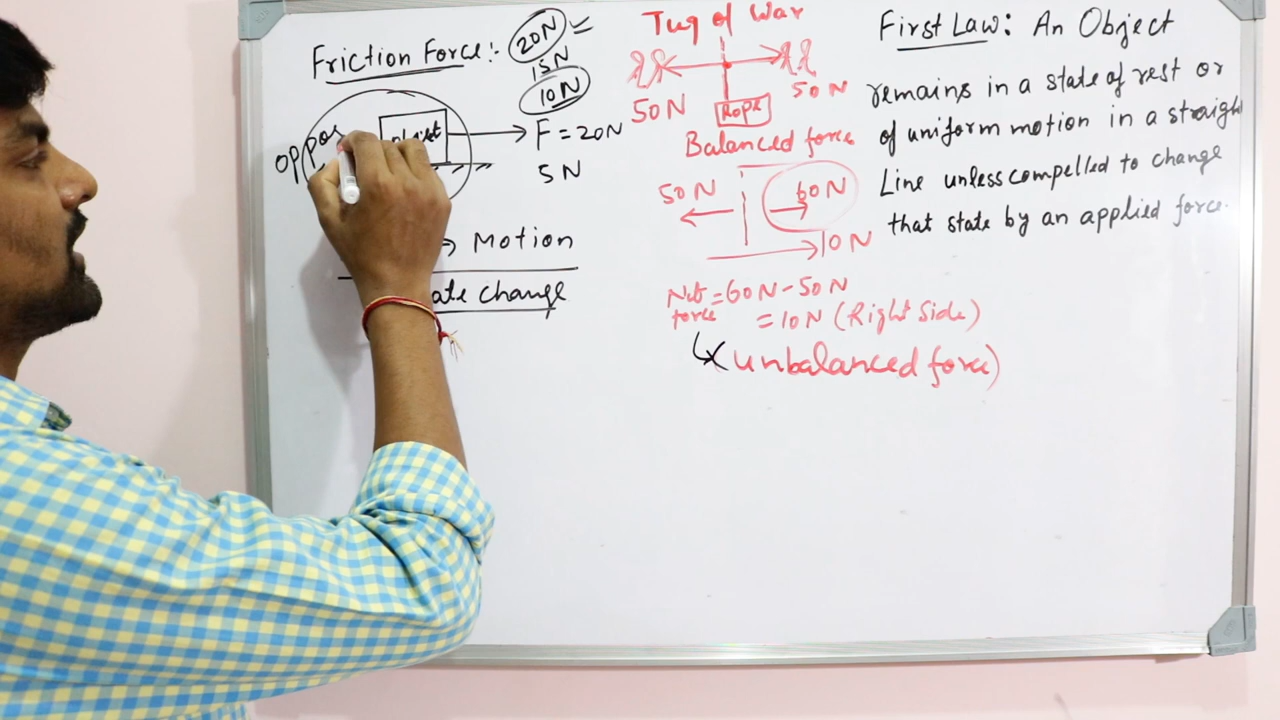 Friction Force:-
20N
15N
10N
F = 20N
5N
oppos
Motion
ate change
Tug of War
50N
50N
Rope
Balanced force
50N
60N
10N
Net force = 60N - 50N
= 10N (Right Side)
(unbalanced force)
First Law: An Object
remains in a state of rest or
of uniform motion in a straight
Line unless compelled to change
that state by an applied force.